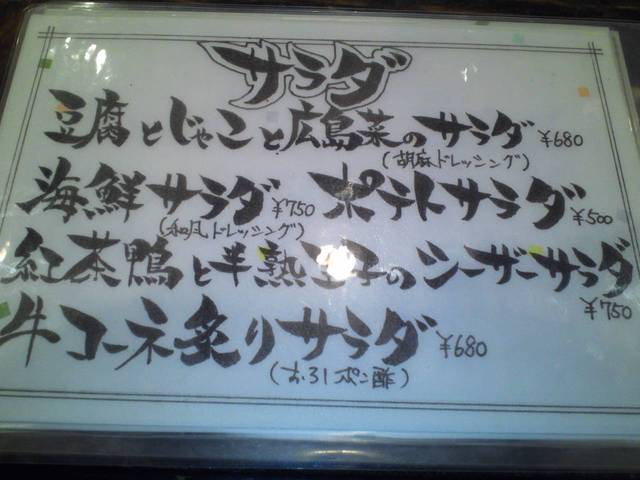 サラダ
豆腐とじゃこと広島菜のサラダ ¥680
(胡麻ドレッシング)
海鮮サラダ ¥750 ポテトサラダ ¥500
(和風ドレッシング)
紅茶鴨と半熟玉子のシーザーサラダ
¥750
牛コーネ炙りサラダ ¥680
(おろしポン酢)